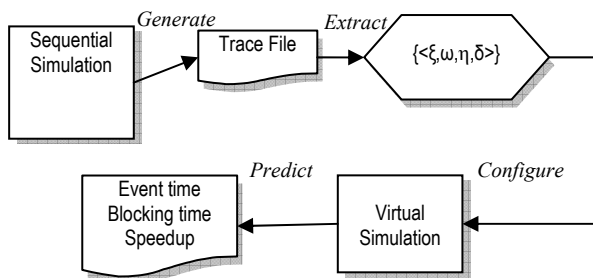 Generate
Extract
Sequential
Simulation
Trace File
{<ξ,ω,η,δ>}
Predict
Configure
Event time
Blocking time
Speedup
Virtual
Simulation